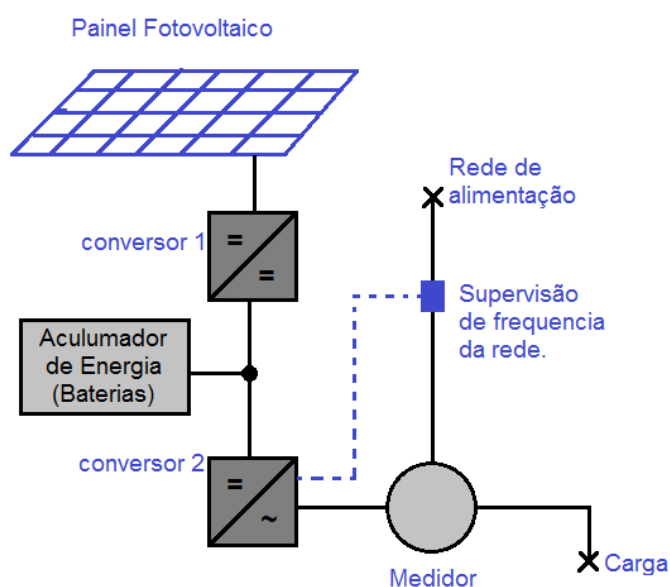 Painel Fotovoltaico
Rede de
alimentação
conversor 1
=
=
Supervisão
de frequencia
da rede.
Aculumador
de Energia
(Baterias)
conversor 2
=
~
Carga
Medidor